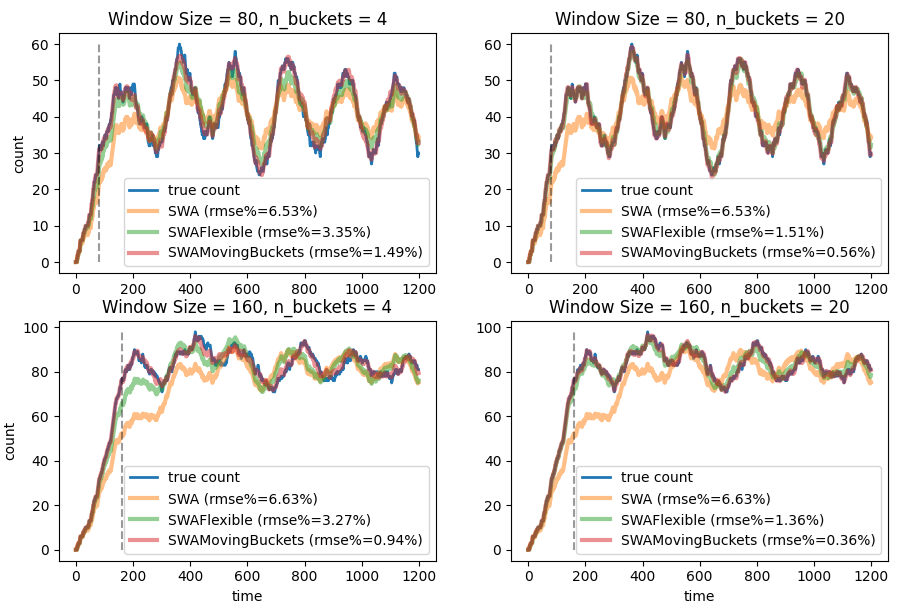 Window Size = 80, n_buckets = 4
60
50
40
30
20
10
0
count
true count
SWA (rmse%=6.53%)
SWAFlexible (rmse%=3.35%)
SWAMovingBuckets (rmse%=1.49%)
0 200 400 600 800 1000 1200
Window Size = 80, n_buckets = 20
60
50
40
30
20
10
0
true count
SWA (rmse%=6.53%)
SWAFlexible (rmse%=1.51%)
SWAMovingBuckets (rmse%=0.56%)
0 200 400 600 800 1000 1200
Window Size = 160, n_buckets = 4
100
80
60
40
20
0
count
true count
SWA (rmse%=6.63%)
SWAFlexible (rmse%=3.27%)
SWAMovingBuckets (rmse%=0.94%)
0 200 400 600 800 1000 1200
time
Window Size = 160, n_buckets = 20
100
80
60
40
20
0
true count
SWA (rmse%=6.63%)
SWAFlexible (rmse%=1.36%)
SWAMovingBuckets (rmse%=0.36%)
0 200 400 600 800 1000 1200
time